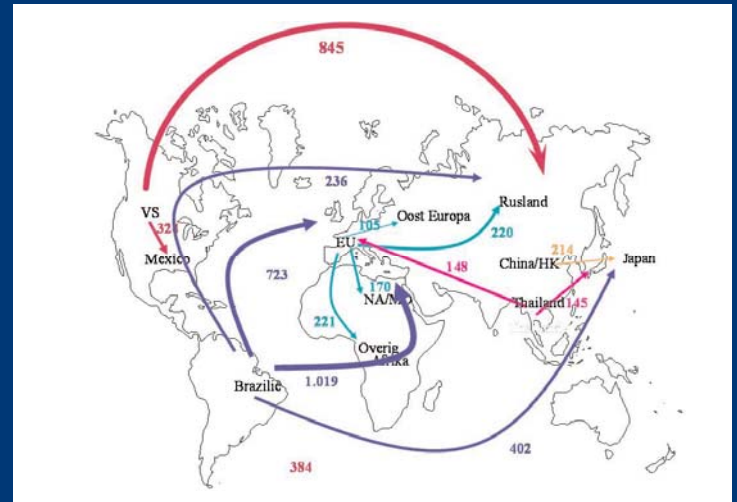 845
236
Rusland
VS
Oost Europa
105
220
EU
214
Mexico
China/HK
Japan
148
723
170
NA/MO
Thailand
145
221
Overig
Afrika
1.019
Brazilië
402
384